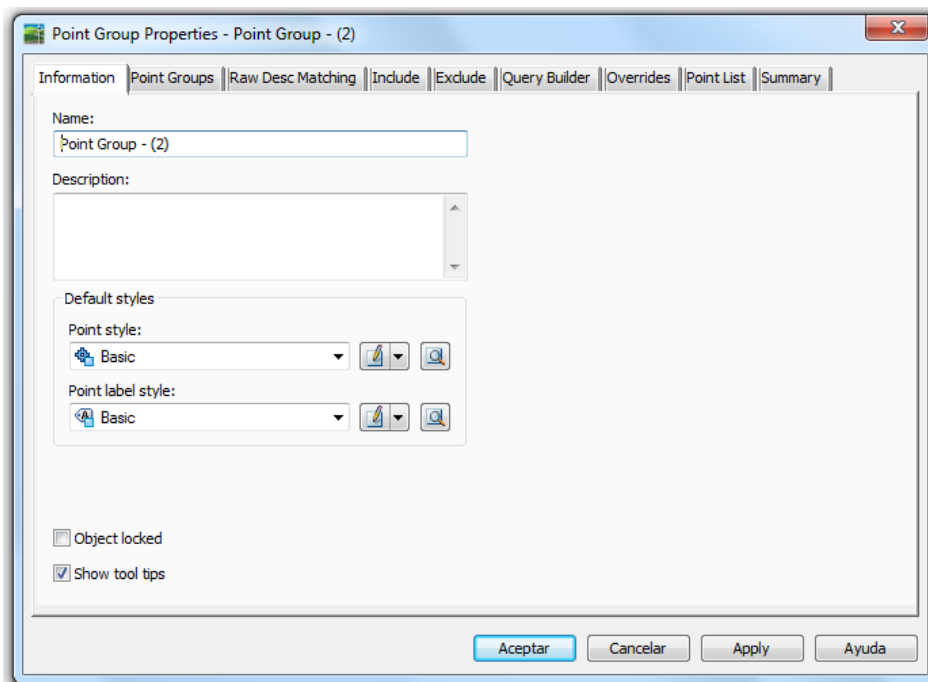 Point Group Properties - Point Group - (2)
Information Point Groups Raw Desc Matching Include Exclude Query Builder Overrides Point List Summary
Name:
Point Group - (2)
Description:
Default styles
Point style:
Basic
Point label style:
Basic
Object locked
Show tool tips
Aceptar Cancelar Apply Ayuda